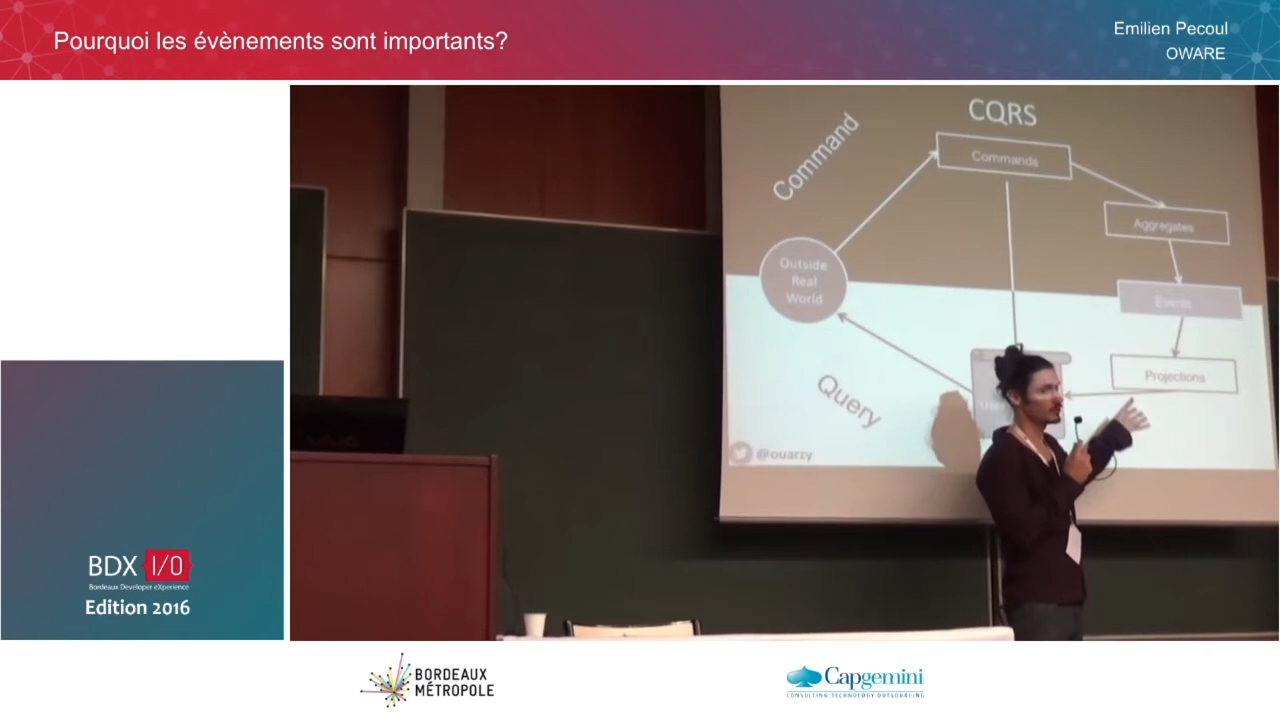 Pourquoi les évènements sont importants?
Emilien Pecoul
OWARE
CQRS
Command
Commands
Aggregates
Outside
Real
World
Events
Projections
Query
@ouarzy
BDX I/O
Bordeaux Developer eXperience
Edition 2016
BORDEAUX
MÉTROPOLE
Capgemini
CONSULTING.TECHNOLOGY.OUTSOURCING